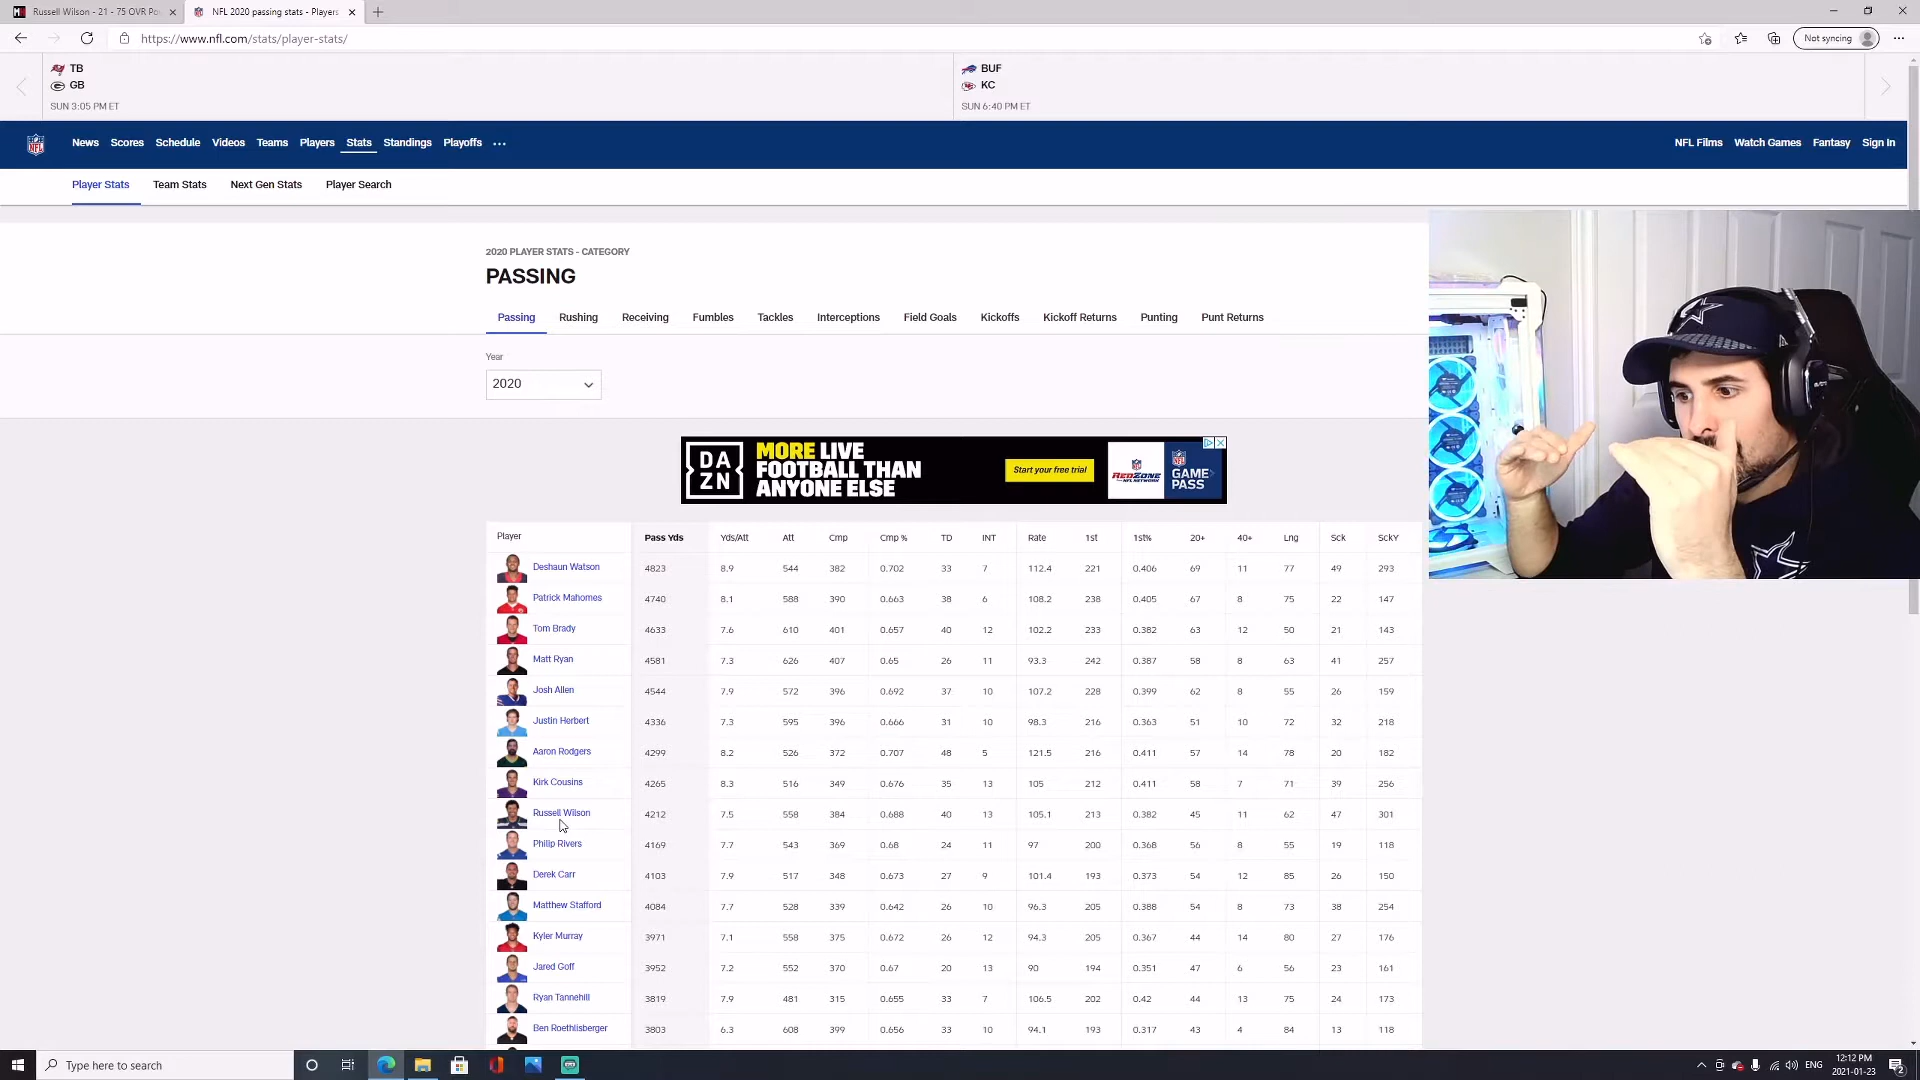 Russell Wilson - 21 - 75 OVR Po
NFL 2020 passing stats - Players
https://www.nfl.com/stats/player-stats/
Not syncing
TB
GB
SUN 3:05 PM ET
BUF
KC
SUN 6:40 PM ET
News Scores Schedule Videos Teams Players Stats Standings Playoffs ...
NFL Films Watch Games Fantasy Sign In
Player Stats Team Stats Next Gen Stats Player Search
2020 PLAYER STATS - CATEGORY
PASSING
Passing Rushing Receiving Fumbles Tackles Interceptions Field Goals Kickoffs Kickoff Returns Punting Punt Returns
Year
2020
DAZN
MORE LIVE
FOOTBALL THAN
ANYONE ELSE
Start your free trial
REDZONE
GAME
PASS
Player Pass Yds Yds/Att Att Cmp Cmp % TD INT Rate 1st 1st% 20+ 40+ Lng Sck SckY
Deshaun Watson 4823 8.9 544 382 0.702 33 7 112.4 221 0.406 69 11 77 49 293
Patrick Mahomes 4740 8.1 588 390 0.663 38 6 108.2 238 0.405 67 8 75 22 147
Tom Brady 4633 7.6 610 401 0.657 40 12 102.2 233 0.382 63 12 50 21 143
Matt Ryan 4581 7.3 626 407 0.65 26 11 93.3 242 0.387 58 8 63 41 257
Josh Allen 4544 7.9 572 396 0.692 37 10 107.2 228 0.399 62 8 55 26 159
Justin Herbert 4336 7.3 595 396 0.666 31 10 98.3 216 0.363 51 10 72 32 218
Aaron Rodgers 4299 8.2 526 372 0.707 48 5 121.5 216 0.411 57 14 78 20 182
Kirk Cousins 4265 8.3 516 349 0.676 35 13 105 212 0.411 58 7 71 39 256
Russell Wilson 4212 7.5 558 384 0.688 40 13 105.1 213 0.382 45 11 62 47 301
Philip Rivers 4169 7.7 543 369 0.68 24 11 97 200 0.368 56 8 55 19 118
Derek Carr 4103 7.9 517 348 0.673 27 9 101.4 193 0.373 54 12 85 26 150
Matthew Stafford 4084 7.7 528 339 0.642 26 10 96.3 205 0.388 54 8 73 38 254
Kyler Murray 3971 7.1 558 375 0.672 26 12 94.3 205 0.367 44 14 80 27 176
Jared Goff 3952 7.2 552 370 0.67 20 13 90 194 0.351 47 6 56 23 161
Ryan Tannehill 3819 7.9 481 315 0.655 33 7 106.5 202 0.42 44 13 75 24 173
Ben Roethlisberger 3803 6.3 608 399 0.656 33 10 94.1 193 0.317 43 4 84 13 118
Type here to search
ENG
12:12 PM
2021-01-23
2